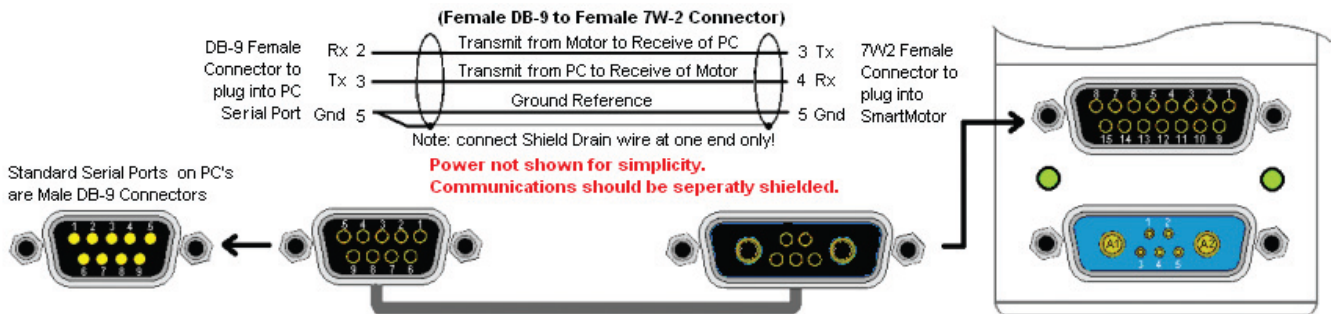 (Female DB-9 to Female 7W-2 Connector)
DB-9 Female
Connector to
plug into PC
Serial Port
Rx 2
Tx 3
Gnd 5
Transmit from Motor to Receive of PC
Transmit from PC to Receive of Motor
Ground Reference
3 Tx
4 Rx
5 Gnd
7W2 Female
Connector to
plug into
SmartMotor
Note: connect Shield Drain wire at one end only!
Power not shown for simplicity.
Communications should be seperatly shielded.
Standard Serial Ports on PC's
are Male DB-9 Connectors
1 2 3 4 5
6 7 8 9
5 4 3 2 1
9 8 7 6
8 7 6 5 4 3 2 1
15 14 13 12 11 10 9
1 2
A1 A2
3 4 5